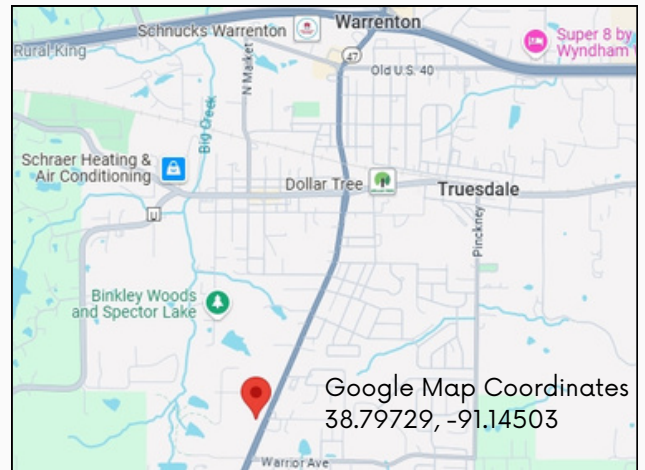 Warrenton
Schnucks Warrenton
Super 8 by
Wyndham
Rural King
47
Old U.S. 40
N Market
Big Creek
Schraer Heating &
Air Conditioning
Dollar Tree
Truesdale
U
Pinckney
Binkley Woods
and Spector Lake
Google Map Coordinates
38.79729, -91.14503
Warrior Ave